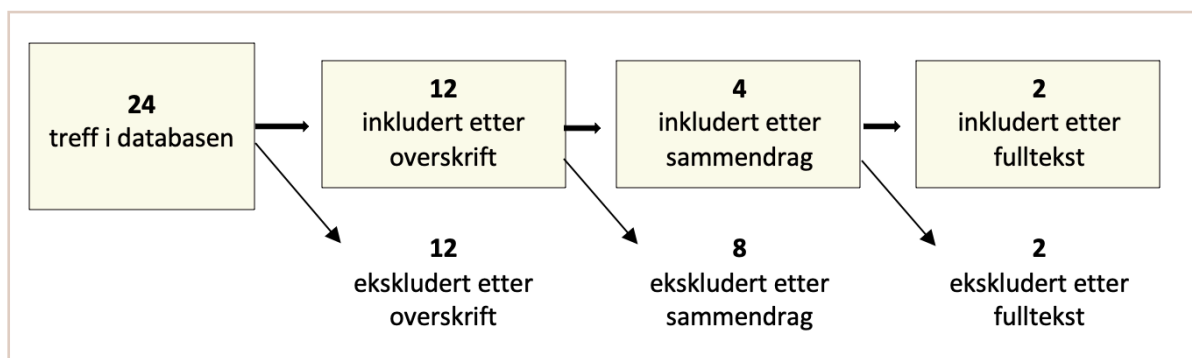 24
treff i databasen
12
inkludert etter
overskrift
4
inkludert etter
sammendrag
2
inkludert etter
fulltekst
12
ekskludert etter
overskrift
8
ekskludert etter
sammendrag
2
ekskludert etter
fulltekst